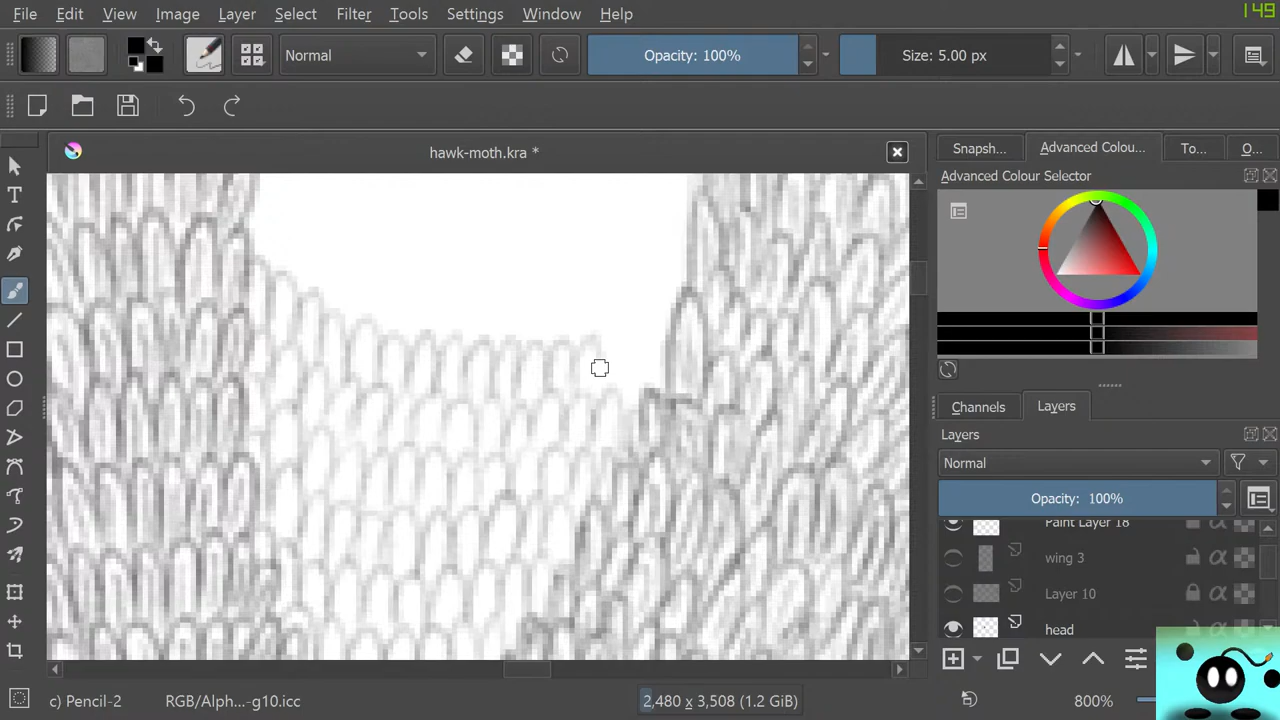 File Edit View Image Layer Select Filter Tools Settings Window Help
149
Normal
Opacity: 100%
Size: 5.00 px
hawk-moth.kra *
Snapsh...
Advanced Colou...
To...
O...
Advanced Colour Selector
Channels
Layers
Layers
Normal
Opacity: 100%
Paint Layer 18
wing 3
Layer 10
head
c) Pencil-2
RGB/Alph...-g10.icc
2,480 x 3,508 (1.2 GiB)
800%